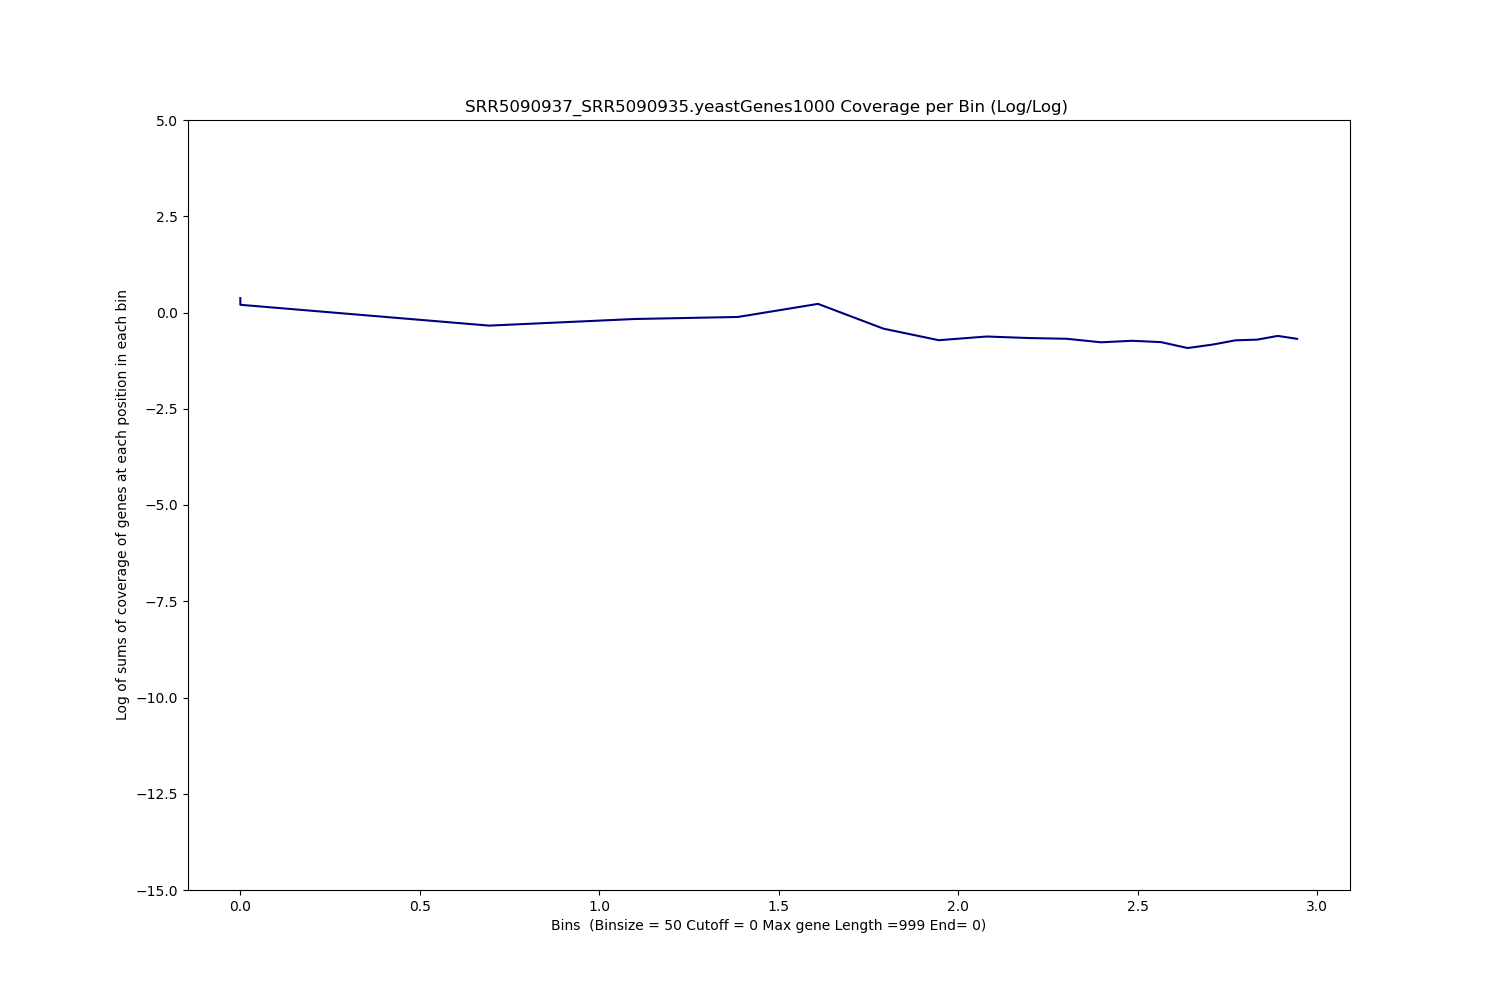 SRR5090937_SRR5090935.yeastGenes1000 Coverage per Bin (Log/Log)
5.0
2.5
0.0
−2.5
−5.0
−7.5
−10.0
−12.5
−15.0
Log of sums of coverage of genes at each position in each bin
0.0 0.5 1.0 1.5 2.0 2.5 3.0
Bins  (Binsize = 50 Cutoff = 0 Max gene Length =999 End= 0)